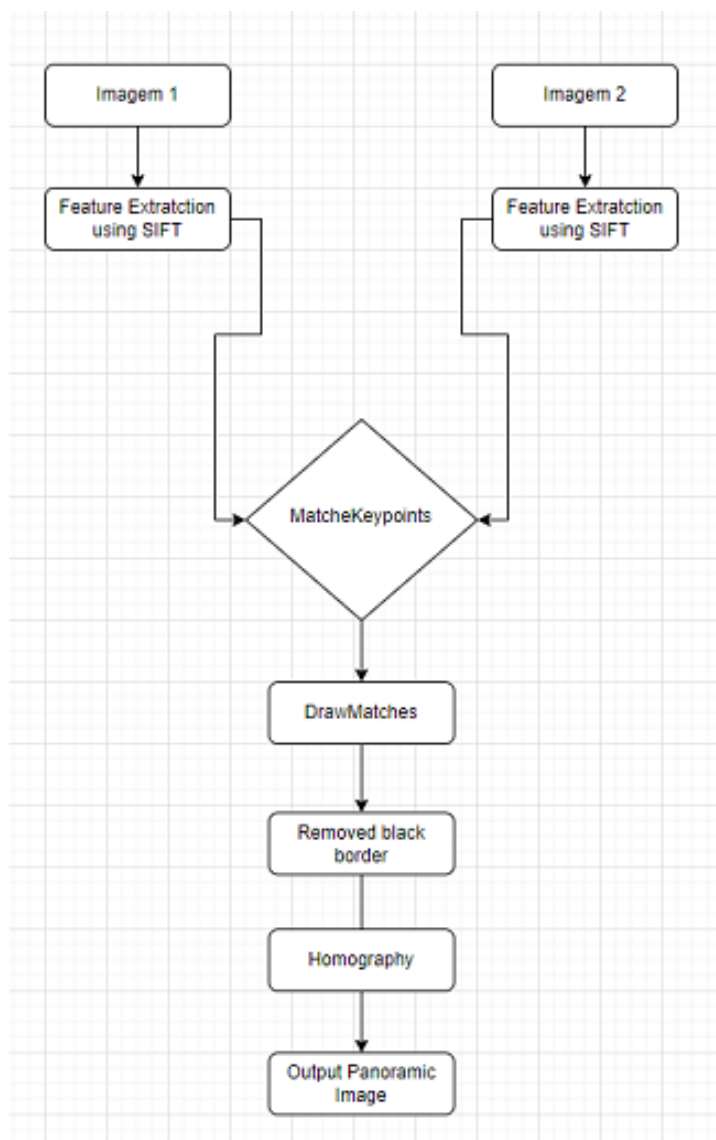 Imagem 1
Imagem 2
Feature Extratction
using SIFT
Feature Extratction
using SIFT
MatcheKeypoints
DrawMatches
Removed black
border
Homography
Output Panoramic
Image